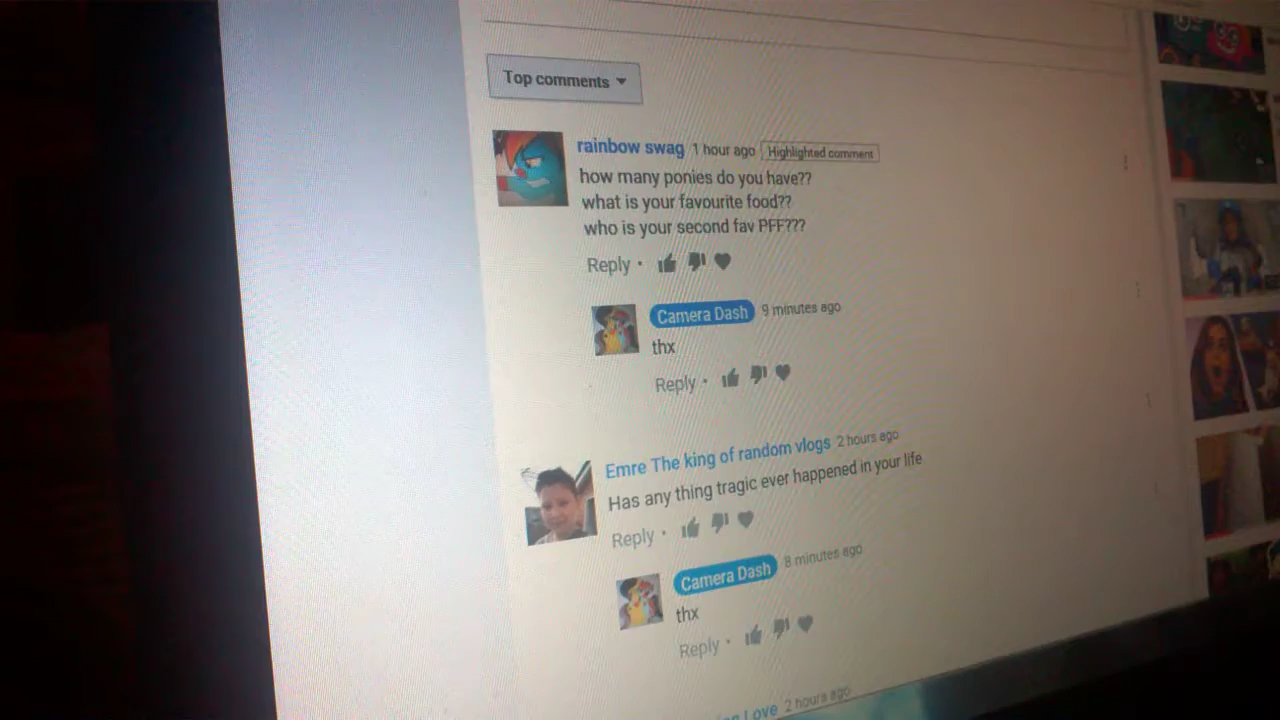 Top comments
rainbow swag 1 hour ago Highlighted comment
how many ponies do you have??
what is your favourite food??
who is your second fav PFF???
Reply •
Camera Dash 9 minutes ago
thx
Reply •
Emre The king of random vlogs 2 hours ago
Has any thing tragic ever happened in your life
Reply •
Camera Dash 8 minutes ago
thx
Reply •
Love 2 hours ago